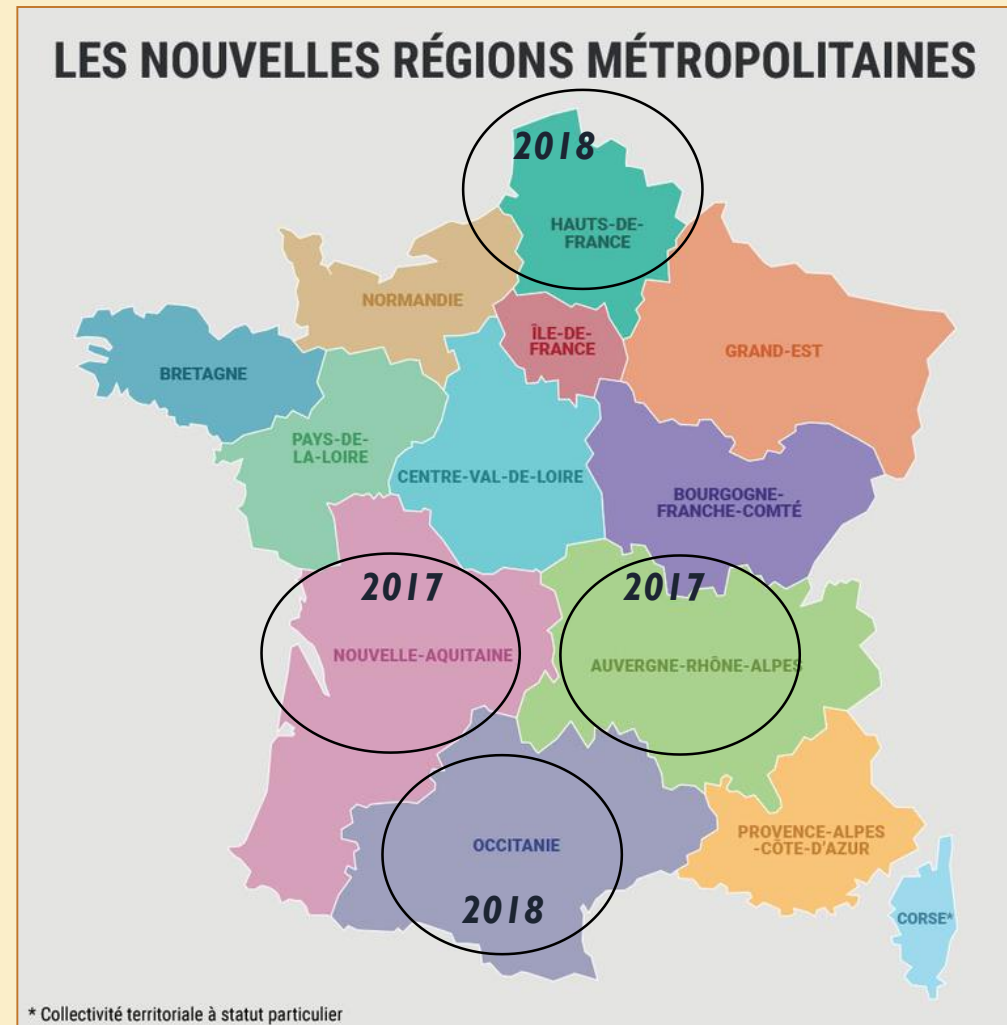 LES NOUVELLES RÉGIONS MÉTROPOLITAINES
2018
HAUTS-DE-
FRANCE
NORMANDIE
ÎLE-DE-
FRANCE
GRAND-EST
BRETAGNE
PAYS-DE-
LA-LOIRE
CENTRE-VAL-DE-LOIRE
BOURGOGNE-
FRANCHE-COMTÉ
2017
2017
NOUVELLE-AQUITAINE
AUVERGNE-RHÔNE-ALPES
PROVENCE-ALPES
-CÔTE-D'AZUR
OCCITANIE
2018
CORSE*
* Collectivité territoriale à statut particulier